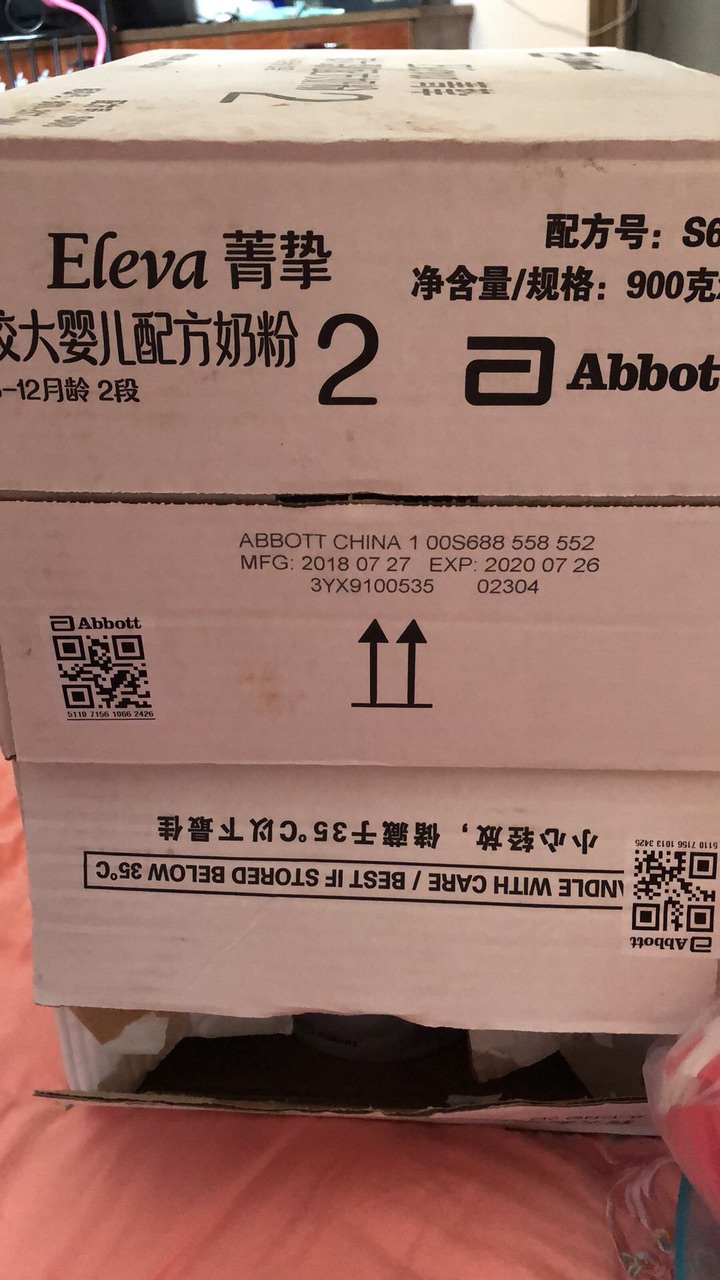 2
Eleva 菁挚
较大婴儿配方奶粉 2
-12月龄 2段
配方号：S6
净含量/规格：900克
Abbot
ABBOTT CHINA 1 00S688 558 552
MFG: 2018 07 27 EXP: 2020 07 26
3YX9100535 02304
Abbott
5110 7156 1066 2426
小心轻放，储藏于35°C以下最佳
NDLE WITH CARE / BEST IF STORED BELOW 35°C
Abbott
5110 7156 1013 3425